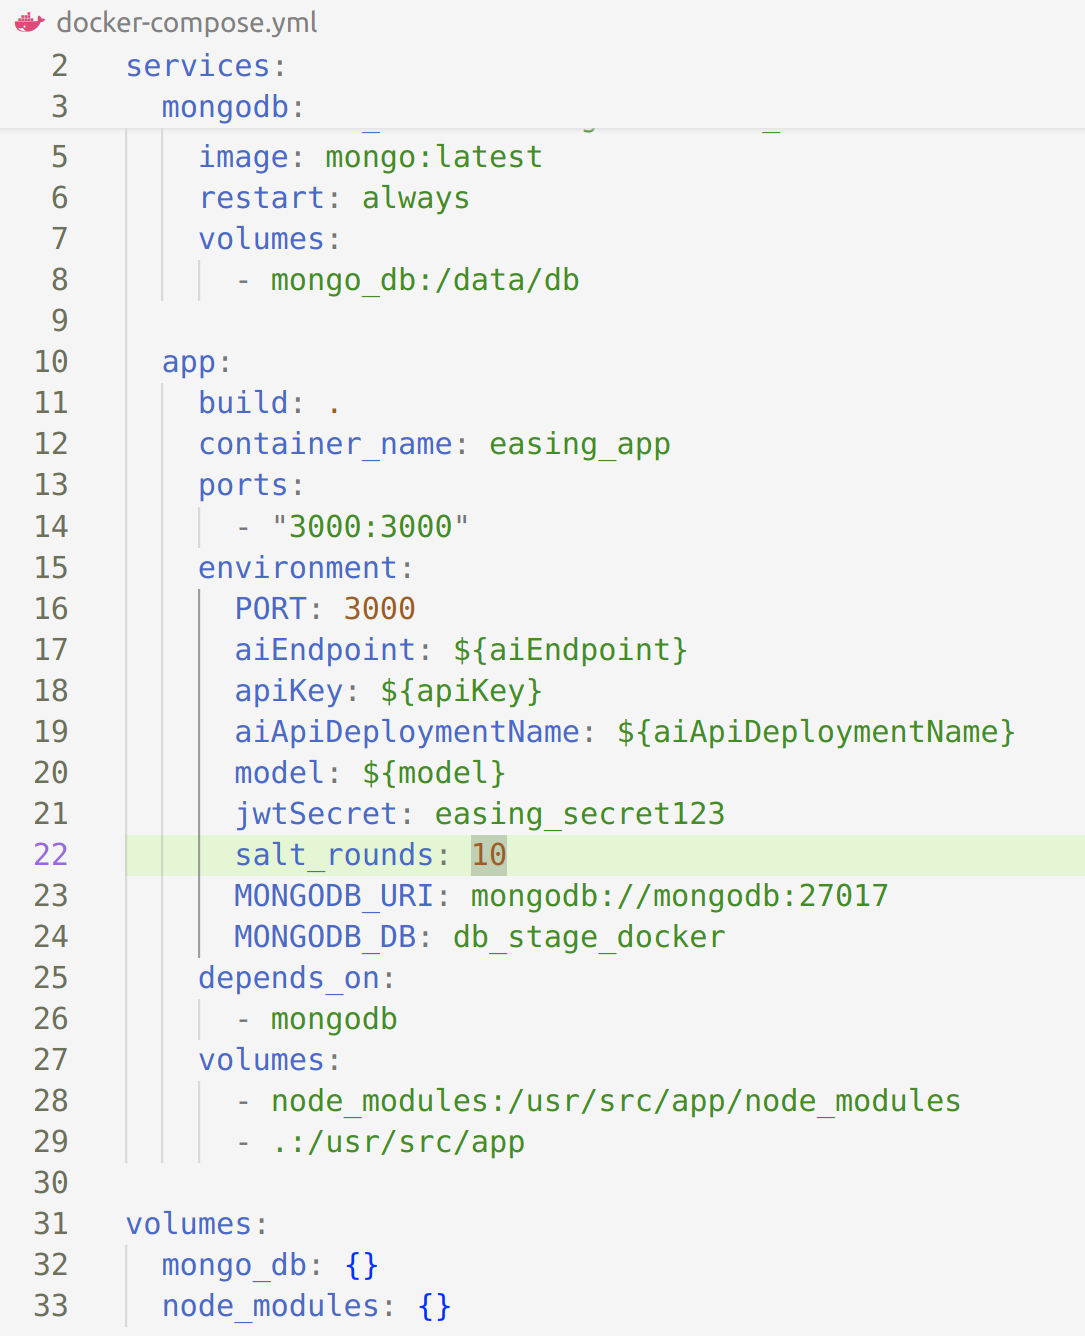 docker-compose.yml
2 services:
3 mongodb:
5 image: mongo:latest
6 restart: always
7 volumes:
8 - mongo_db:/data/db
9
10 app:
11 build: .
12 container_name: easing_app
13 ports:
14 - "3000:3000"
15 environment:
16 PORT: 3000
17 aiEndpoint: ${aiEndpoint}
18 apiKey: ${apiKey}
19 aiApiDeploymentName: ${aiApiDeploymentName}
20 model: ${model}
21 jwtSecret: easing_secret123
22 salt_rounds: 10
23 MONGODB_URI: mongodb://mongodb:27017
24 MONGODB_DB: db_stage_docker
25 depends_on:
26 - mongodb
27 volumes:
28 - node_modules:/usr/src/app/node_modules
29 - .:/usr/src/app
30
31 volumes:
32 mongo_db: {}
33 node_modules: {}